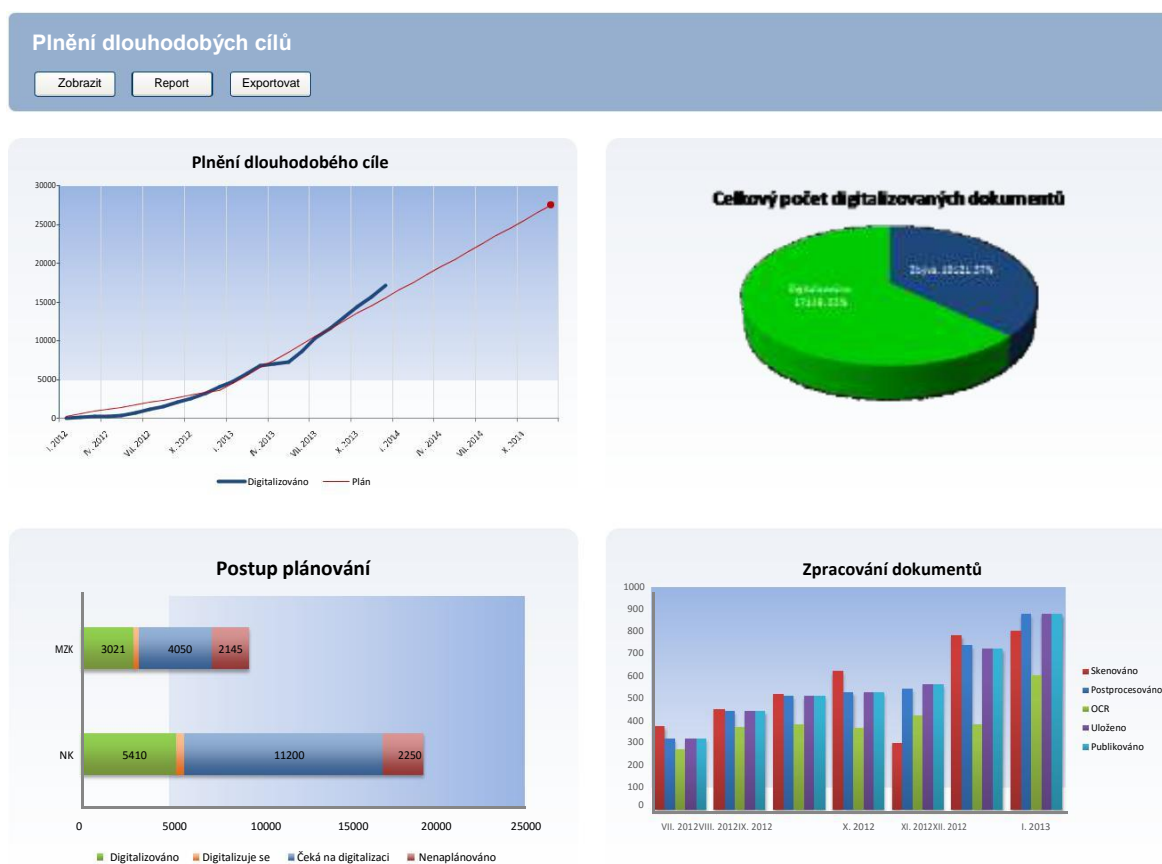 Plnění dlouhodobých cílů
Zobrazit Report Exportovat
Plnění dlouhodobého cíle
30000
25000
20000
15000
10000
5000
0
I. 2012 IV. 2012 VII. 2012 X. 2012 I. 2013 IV. 2013 VII. 2013 X. 2013 I. 2014 IV. 2014 VII. 2014 X. 2014
Digitalizováno Plán
Celkový počet digitalizovaných dokumentů
Postup plánování
MZK 3021 4050 2145
NK 5410 11200 2250
0 5000 10000 15000 20000 25000
Digitalizováno Digitalizuje se Čeká na digitalizaci Nenaplánováno
Zpracování dokumentů
1000
900
800
700
600
500
400
300
200
100
0
VII. 2012 VIII. 2012 IX. 2012 X. 2012 XI. 2012 XII. 2012 I. 2013
Skenováno
Postprocesováno
OCR
Uloženo
Publikováno